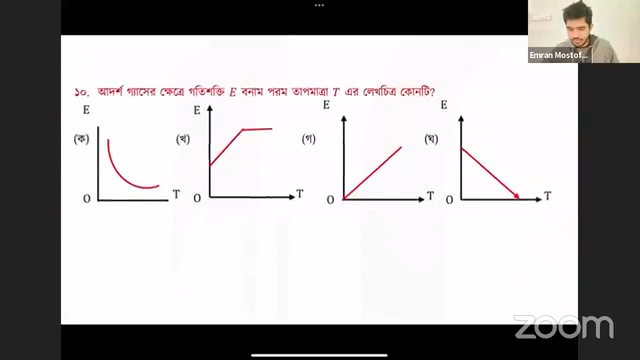 Emran Mostof...
১০. আদর্শ গ্যাসের ক্ষেত্রে গতিশক্তি E বনাম পরম তাপমাত্রা T এর লেখচিত্র কোনটি?
E E E E
(ক) (খ) (গ) (ঘ)
O T O T O T O T
zoom